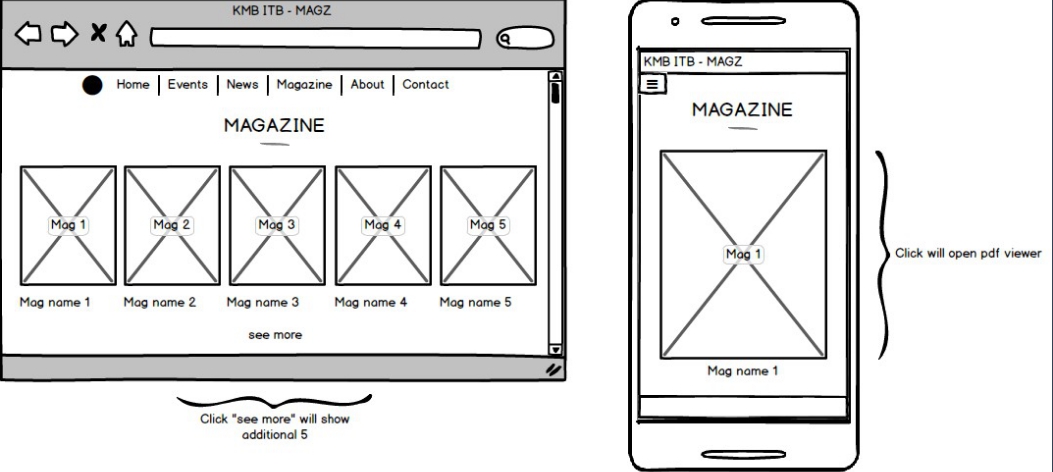 KMB ITB - MAGZ
Home Events News Magazine About Contact
MAGAZINE
Mag 1 Mag 2 Mag 3 Mag 4 Mag 5
Mag name 1 Mag name 2 Mag name 3 Mag name 4 Mag name 5
see more
Click "see more" will show
additional 5
KMB ITB - MAGZ
MAGAZINE
Mag 1
Mag name 1
Click will open pdf viewer